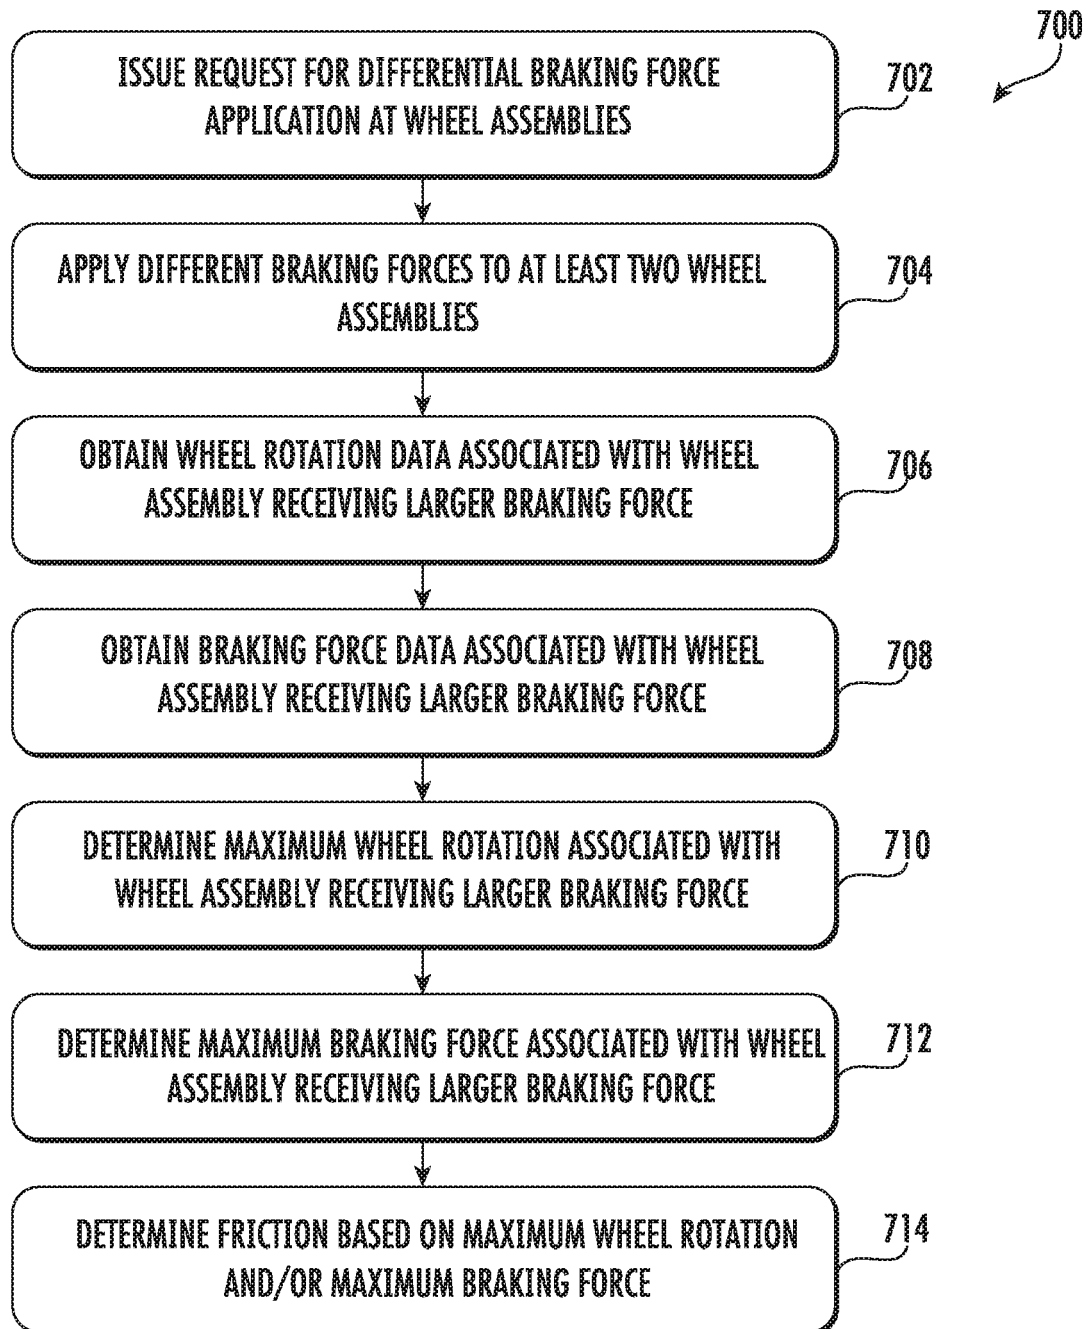 700
ISSUE REQUEST FOR DIFFERENTIAL BRAKING FORCE
APPLICATION AT WHEEL ASSEMBLIES
702
APPLY DIFFERENT BRAKING FORCES TO AT LEAST TWO WHEEL
ASSEMBLIES
704
OBTAIN WHEEL ROTATION DATA ASSOCIATED WITH WHEEL
ASSEMBLY RECEIVING LARGER BRAKING FORCE
706
OBTAIN BRAKING FORCE DATA ASSOCIATED WITH WHEEL
ASSEMBLY RECEIVING LARGER BRAKING FORCE
708
DETERMINE MAXIMUM WHEEL ROTATION ASSOCIATED WITH
WHEEL ASSEMBLY RECEIVING LARGER BRAKING FORCE
710
DETERMINE MAXIMUM BRAKING FORCE ASSOCIATED WITH WHEEL
ASSEMBLY RECEIVING LARGER BRAKING FORCE
712
DETERMINE FRICTION BASED ON MAXIMUM WHEEL ROTATION
AND/OR MAXIMUM BRAKING FORCE
714